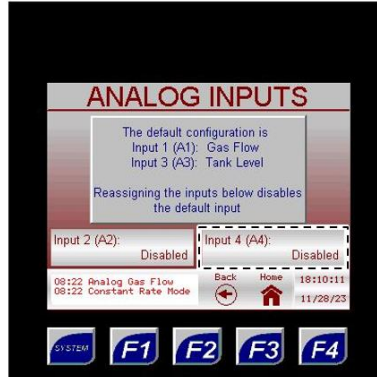 ANALOG INPUTS
The default configuration is
Input 1 (A1): Gas Flow
Input 3 (A3): Tank Level
Reassigning the inputs below disables
the default input
Input 2 (A2):
Disabled
Input 4 (A4):
Disabled
08:22 Analog Gas Flow
08:22 Constant Rate Mode
Back
Home
18:10:11
11/28/23
SYSTEM
F1
F2
F3
F4